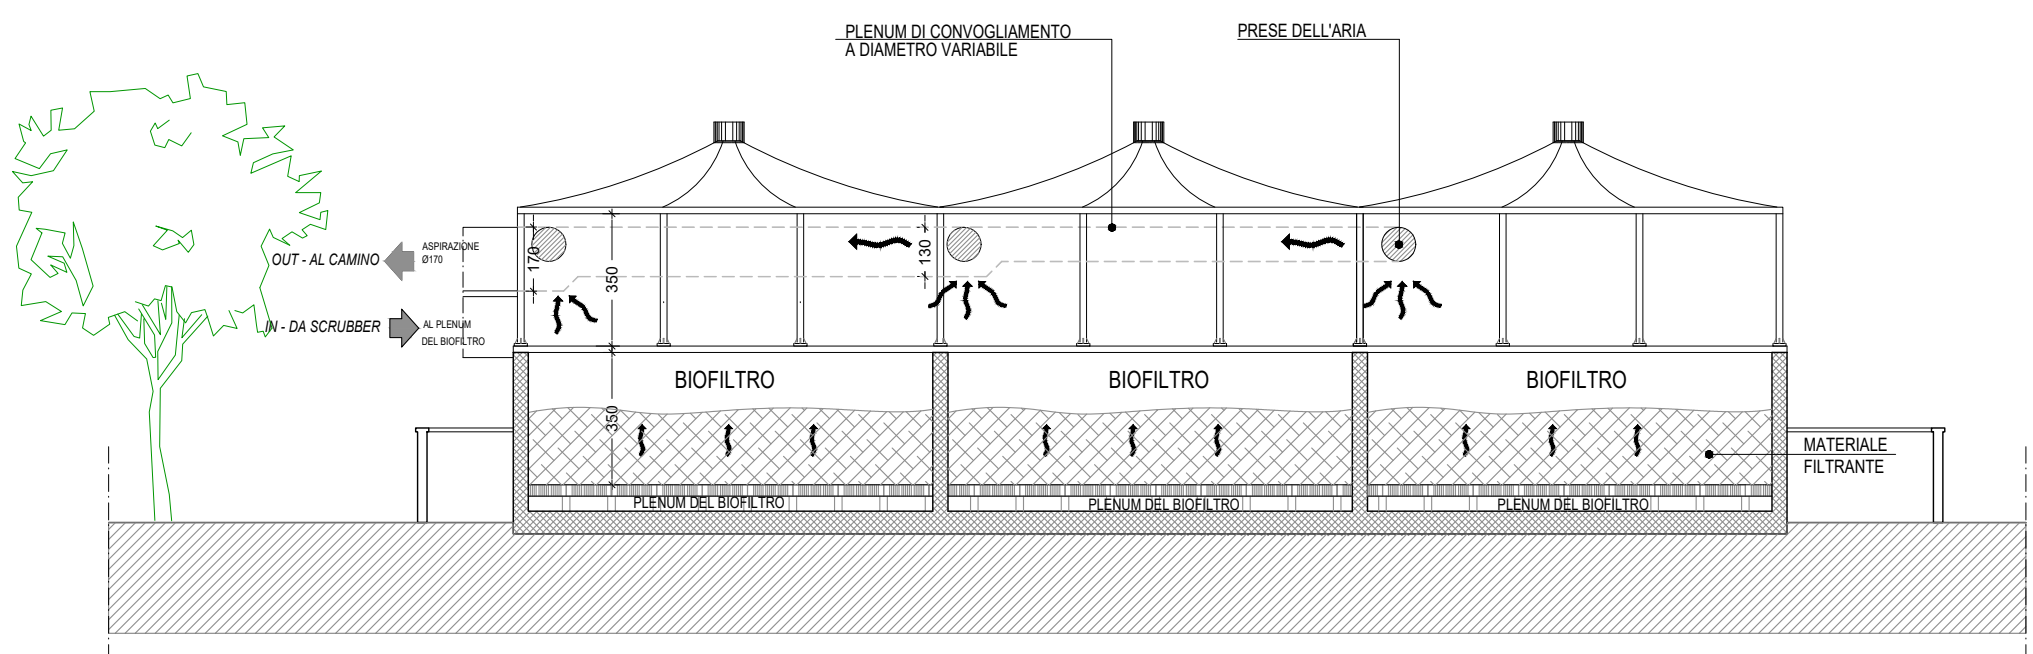 PLENUM DI CONVOGLIAMENTO
A DIAMETRO VARIABILE
PRESE DELL'ARIA
OUT - AL CAMINO
ASPIRAZIONE
Ø170
170
350
130
IN - DA SCRUBBER
AL PLENUM
DEL BIOFILTRO
BIOFILTRO
BIOFILTRO
BIOFILTRO
350
MATERIALE
FILTRANTE
PLENUM DEL BIOFILTRO
PLENUM DEL BIOFILTRO
PLENUM DEL BIOFILTRO